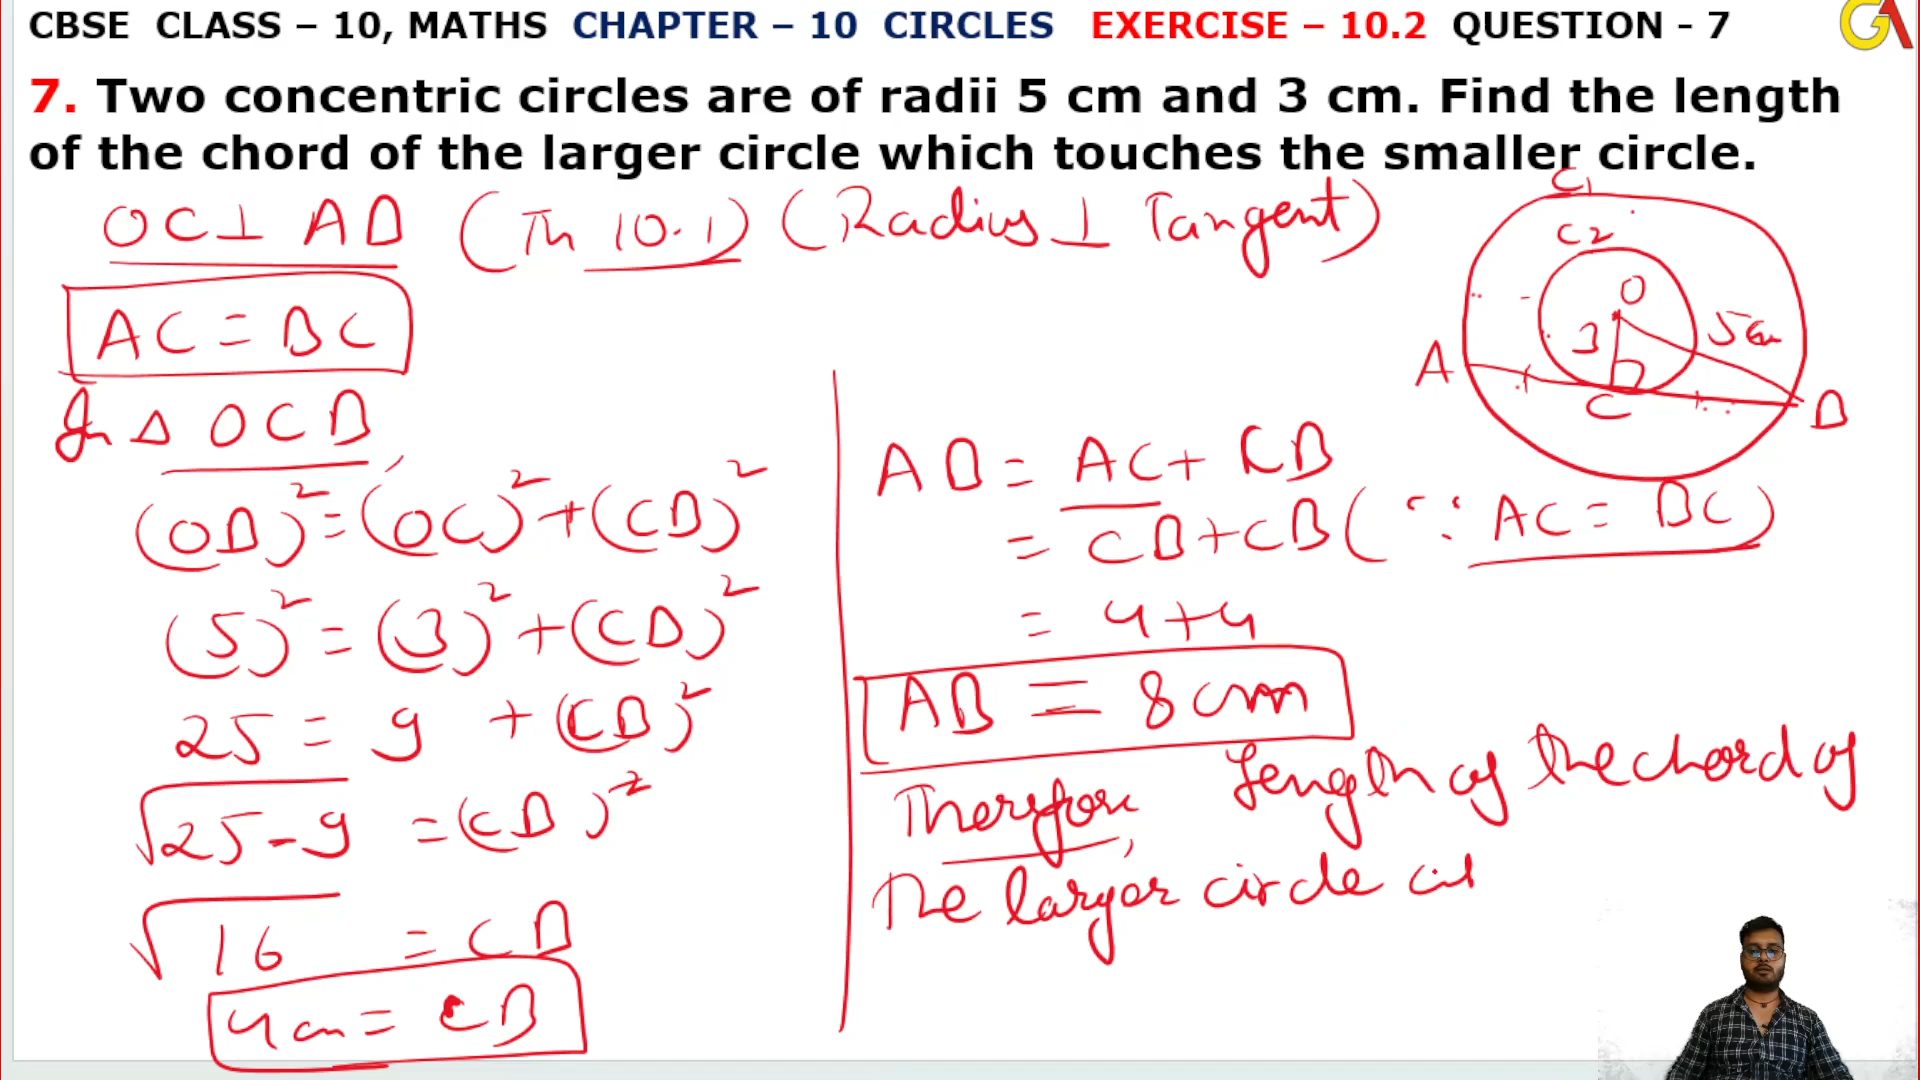 CBSE CLASS – 10, MATHS CHAPTER – 10 CIRCLES EXERCISE – 10.2 QUESTION - 7
GA
7. Two concentric circles are of radii 5 cm and 3 cm. Find the length
of the chord of the larger circle which touches the smaller circle.
OC ⊥ AB (Th 10.1) (Radius ⊥ Tangent)
AC = BC
In Δ OCB
(OB)² = (OC)² + (CB)²
(5)² = (3)² + (CB)²
25 = 9 + (CB)²
√25-9 = (CB)²
√16 = CB
4 cm = CB
C1
C2
O
3
5cm
A
C
B
AB = AC + CB
= CB + CB (∵ AC = BC)
= 4+4
AB = 8 cm
Therefore, Length of the chord of
the larger circle